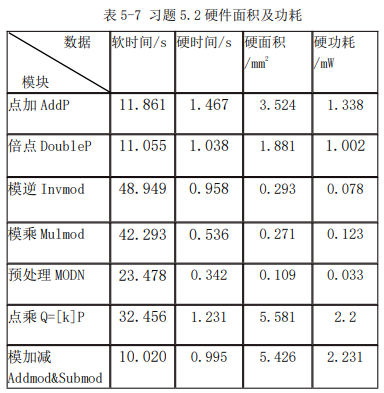 表 5-7 习题 5.2 硬件面积及功耗
数据 模块 软时间/s 硬时间/s 硬面积/mm² 硬功耗/mW
点加 AddP 11.861 1.467 3.524 1.338
倍点 DoubleP 11.055 1.038 1.881 1.002
模逆 Invmod 48.949 0.958 0.293 0.078
模乘 Mulmod 42.293 0.536 0.271 0.123
预处理 MODN 23.478 0.342 0.109 0.033
点乘 Q=[k]P 32.456 1.231 5.581 2.2
模加减 Addmod&Submod 10.020 0.995 5.426 2.231